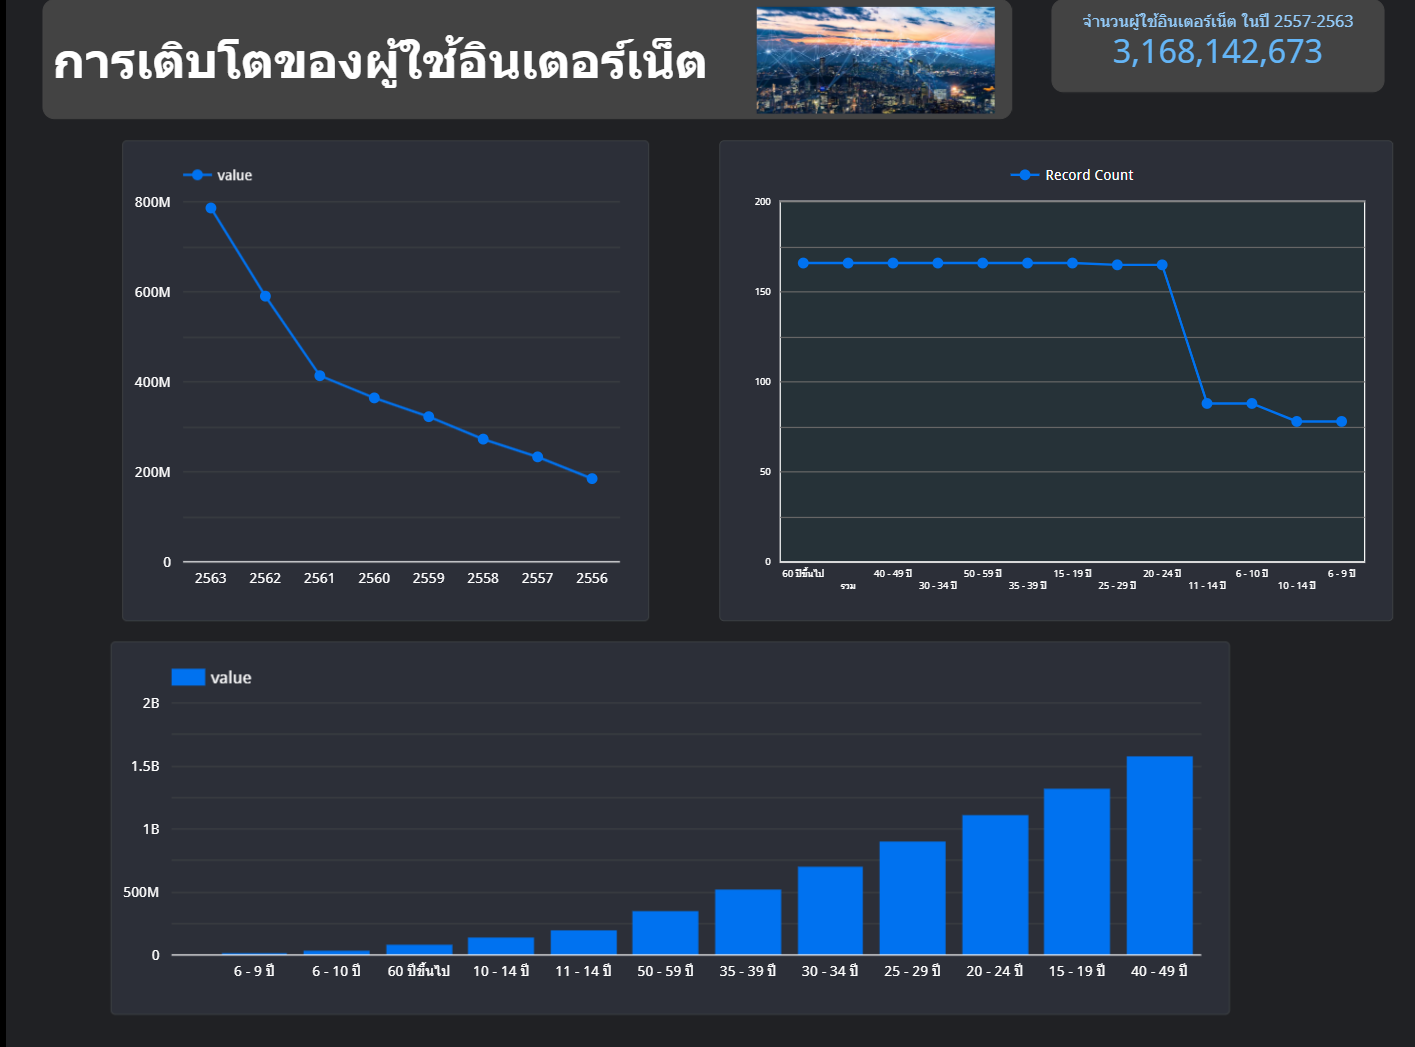 การเติบโตของผู้ใช้อินเตอร์เน็ต
จำนวนผู้ใช้อินเตอร์เน็ต ในปี 2557-2563
3,168,142,673
value
800M
600M
400M
200M
0
2563 2562 2561 2560 2559 2558 2557 2556
Record Count
200
150
100
50
0
60 ปีขึ้นไป 40 - 49 ปี 50 - 59 ปี 15 - 19 ปี 20 - 24 ปี 6 - 10 ปี 6 - 9 ปี
รวม 30 - 34 ปี 35 - 39 ปี 25 - 29 ปี 11 - 14 ปี 10 - 14 ปี
value
2B
1.5B
1B
500M
0
6 - 9 ปี 6 - 10 ปี 60 ปีขึ้นไป 10 - 14 ปี 11 - 14 ปี 50 - 59 ปี 35 - 39 ปี 30 - 34 ปี 25 - 29 ปี 20 - 24 ปี 15 - 19 ปี 40 - 49 ปี